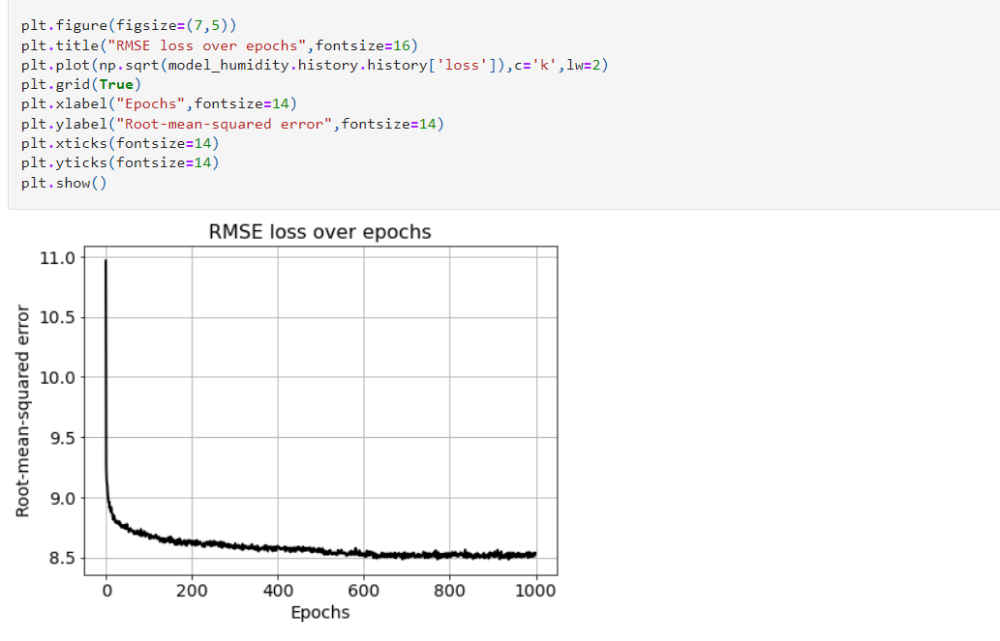 plt.figure(figsize=(7,5))
plt.title("RMSE loss over epochs",fontsize=16)
plt.plot(np.sqrt(model_humidity.history.history['loss']),c='k',lw=2)
plt.grid(True)
plt.xlabel("Epochs",fontsize=14)
plt.ylabel("Root-mean-squared error",fontsize=14)
plt.xticks(fontsize=14)
plt.yticks(fontsize=14)
plt.show()
RMSE loss over epochs
Root-mean-squared error
11.0
10.5
10.0
9.5
9.0
8.5
0 200 400 600 800 1000
Epochs